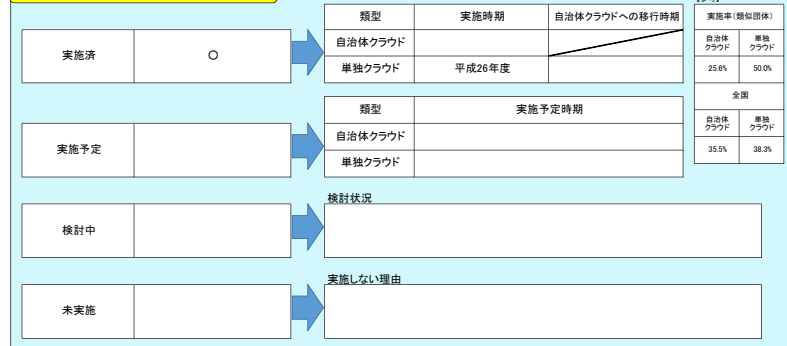 類型 実施時期 自治体クラウドへの移行時期
実施済 ○ 自治体クラウド
単独クラウド 平成26年度
類型 実施予定時期
実施予定 自治体クラウド
単独クラウド
検討状況
検討中
実施しない理由
未実施
実施率(類似団体)
自治体
クラウド
単独
クラウド
25.6% 50.0%
全国
自治体
クラウド
単独
クラウド
35.5% 38.3%